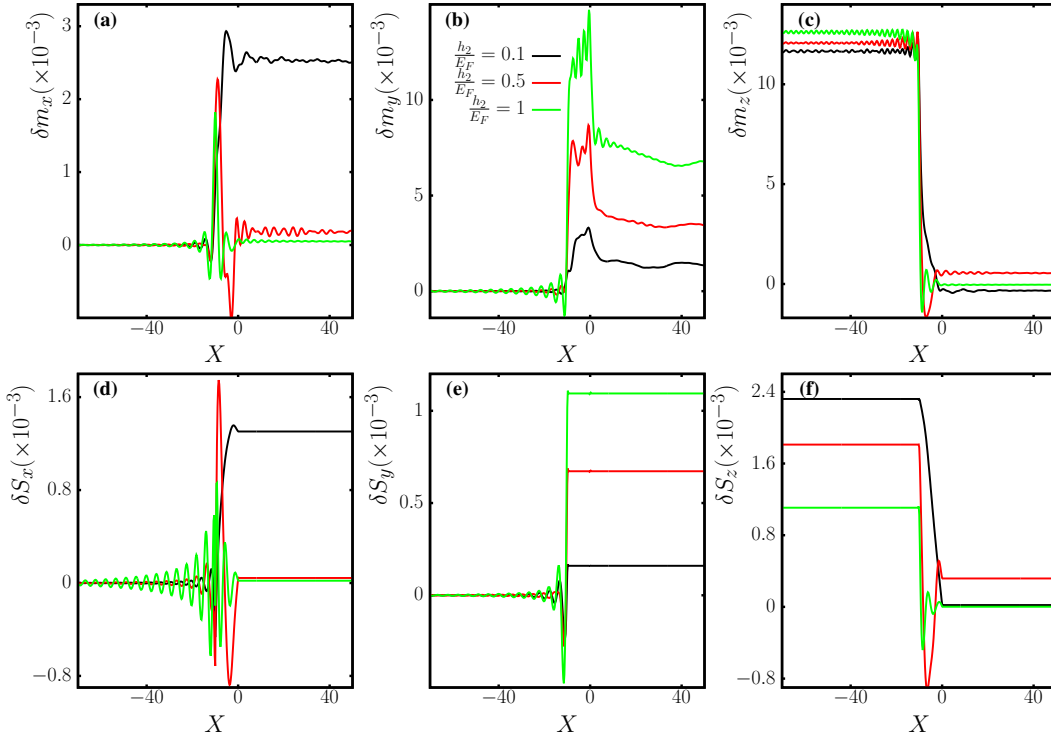 (a)
δm_x(×10^−3)
3
2
1
0
−40
0
40
X
(b)
δm_y(×10^−3)
10
5
0
−40
0
40
X
h_2/E_F = 0.1
h_2/E_F = 0.5
h_2/E_F = 1
(c)
δm_z(×10^−3)
10
5
0
−40
0
40
X
(d)
δS_x(×10^−3)
1.6
0.8
0
−0.8
−40
0
40
X
(e)
δS_y(×10^−3)
1
0.5
0
−40
0
40
X
(f)
δS_z(×10^−3)
2.4
1.6
0.8
0
−0.8
−40
0
40
X